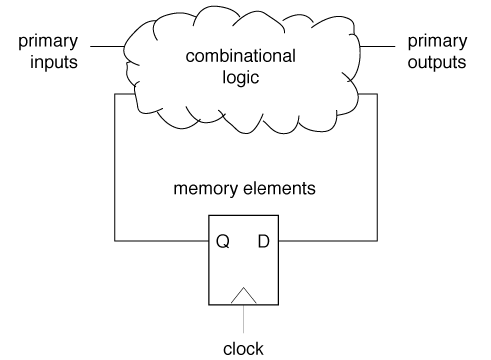 primary
inputs
combinational
logic
primary
outputs
memory elements
Q D
clock